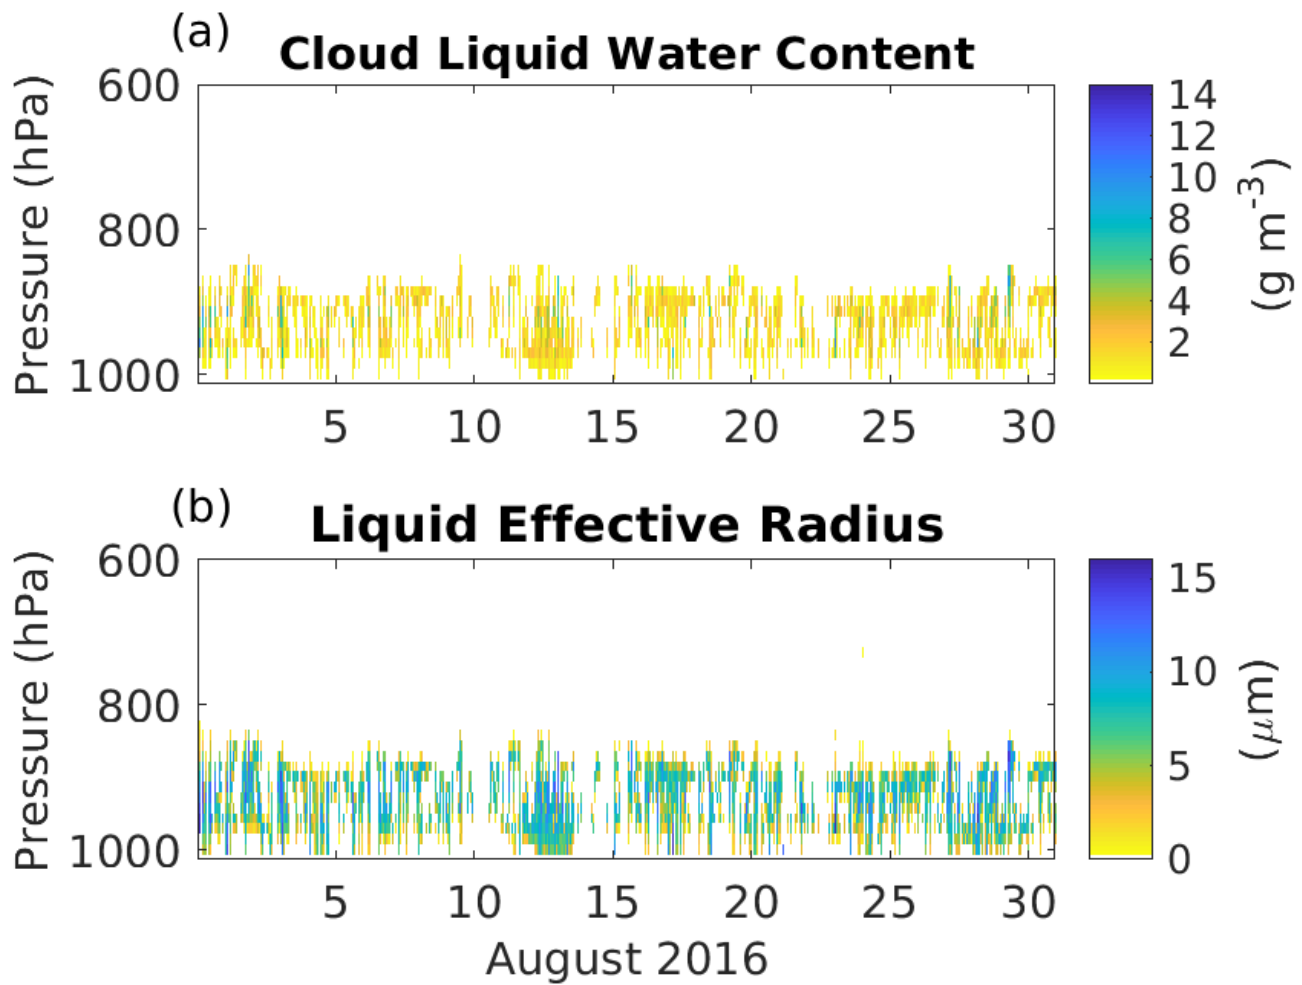 (a)
Cloud Liquid Water Content
600
800
1000
Pressure (hPa)
5 10 15 20 25 30
14
12
10
8
6
4
2
(g m⁻³)
(b)
Liquid Effective Radius
600
800
1000
Pressure (hPa)
5 10 15 20 25 30
August 2016
15
10
5
0
(μm)